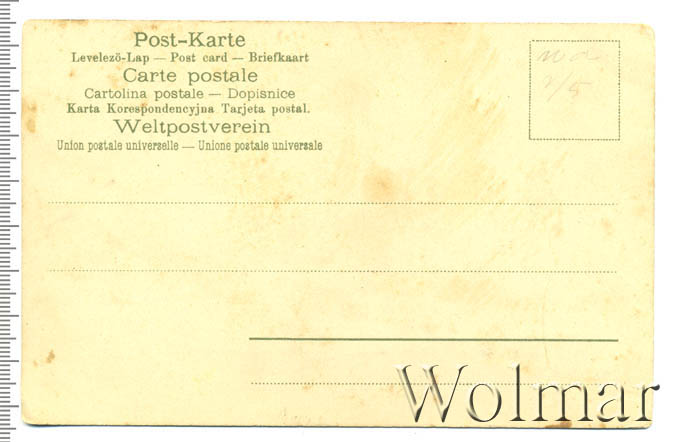 Post-Karte
Levelező-Lap — Post card — Briefkaart
Carte postale
Cartolina postale — Dopisnice
Karta Korespondencyjna Tarjeta postal.
Weltpostverein
Union postale universelle — Unione postale universale
Wolmar